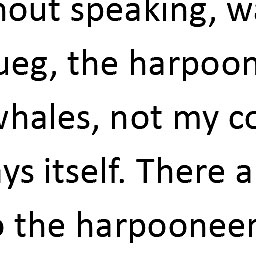 hout speaking, wa
ueg, the harpoon
whales, not my co
ys itself. There a
o the harpooneer